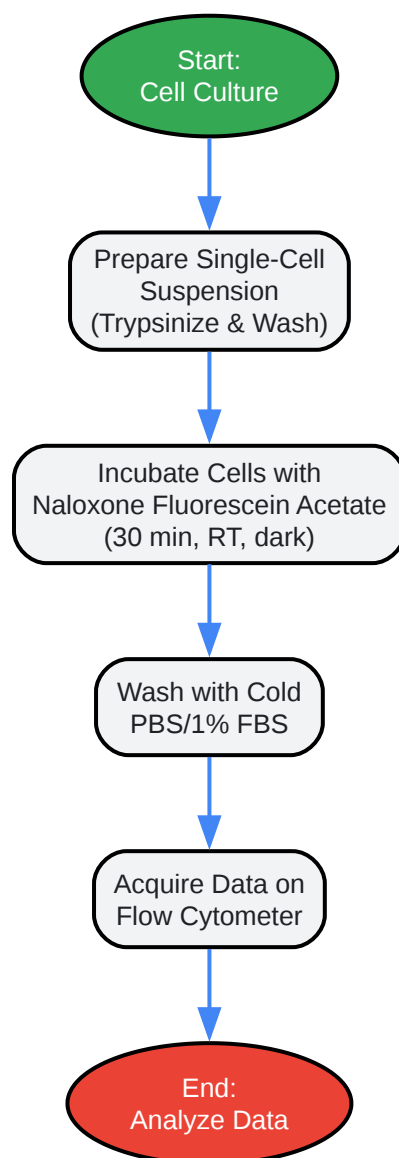 Start:
Cell Culture
Prepare Single-Cell
Suspension
(Trypsinize & Wash)
Incubate Cells with
Naloxone Fluorescein Acetate
(30 min, RT, dark)
Wash with Cold
PBS/1% FBS
Acquire Data on
Flow Cytometer
End:
Analyze Data